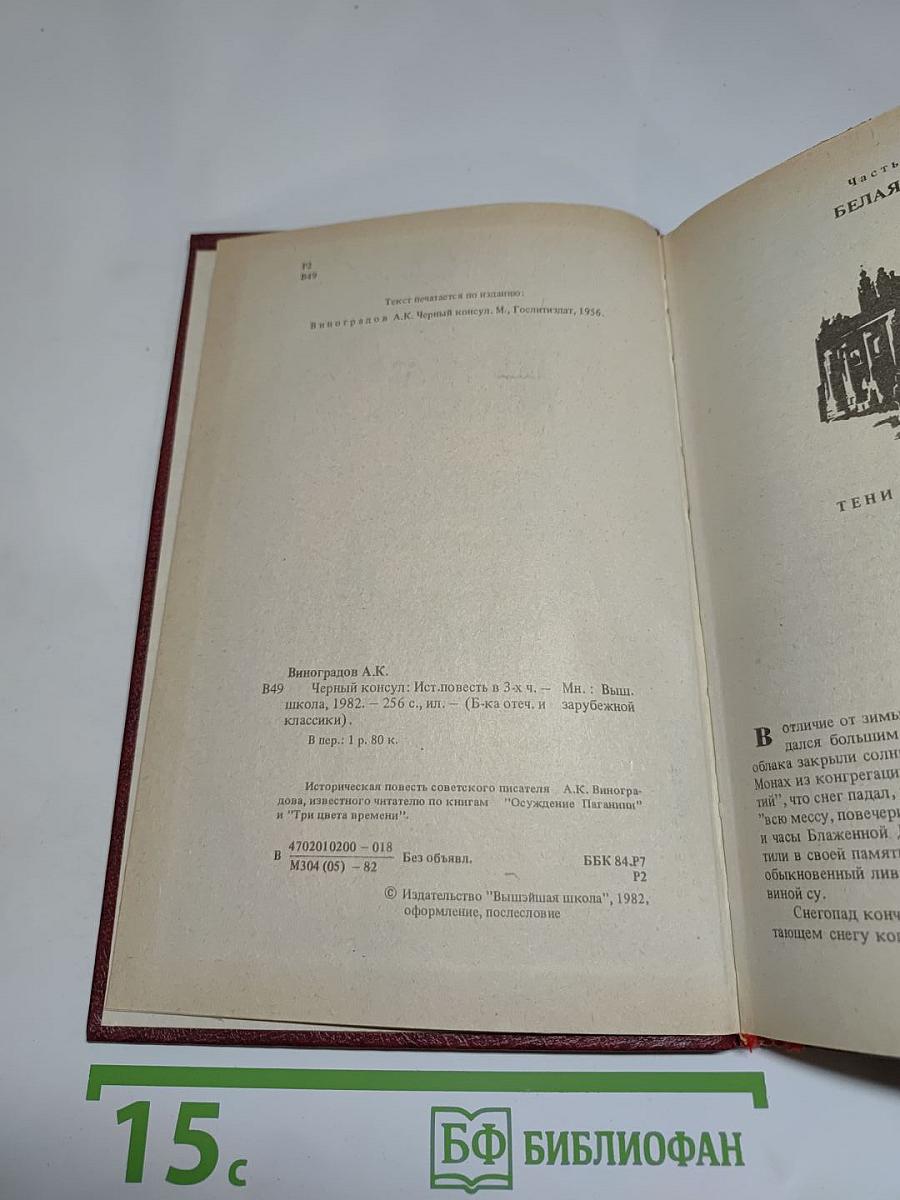 Р2
В49
Текст печатается по изданию:
Виноградов А.К. Черный консул. М., Гослитиздат, 1956.
Виноградов А.К.
В49 Черный консул: Ист.повесть в 3-х ч. — Мн. : Выш.
школа, 1982. — 256 с., ил. — (Б-ка отеч. и зарубежной
классики).
В пер.: 1 р. 80 к.
Историческая повесть советского писателя А.К. Виногра-
дова, известного читателю по книгам "Осуждение Паганини"
и "Три цвета времени".
В 4702010200 — 018
М304 (05) — 82
Без объявл.
ББК 84.Р7
Р2
© Издательство "Вышэйшая школа", 1982,
оформление, послесловие
Часть
БЕЛАЯ
ТЕНИ
В отличие от зимы
дался большим
облака закрыли солн
Монах из конгрегаци
тий", что снег падал,
"всю мессу, повечери
и часы Блаженной
тили в своей памят
обыкновенный лив
виной су.
Снегопад конч
тающем снегу
15 с
БФ БИБЛИОФАН